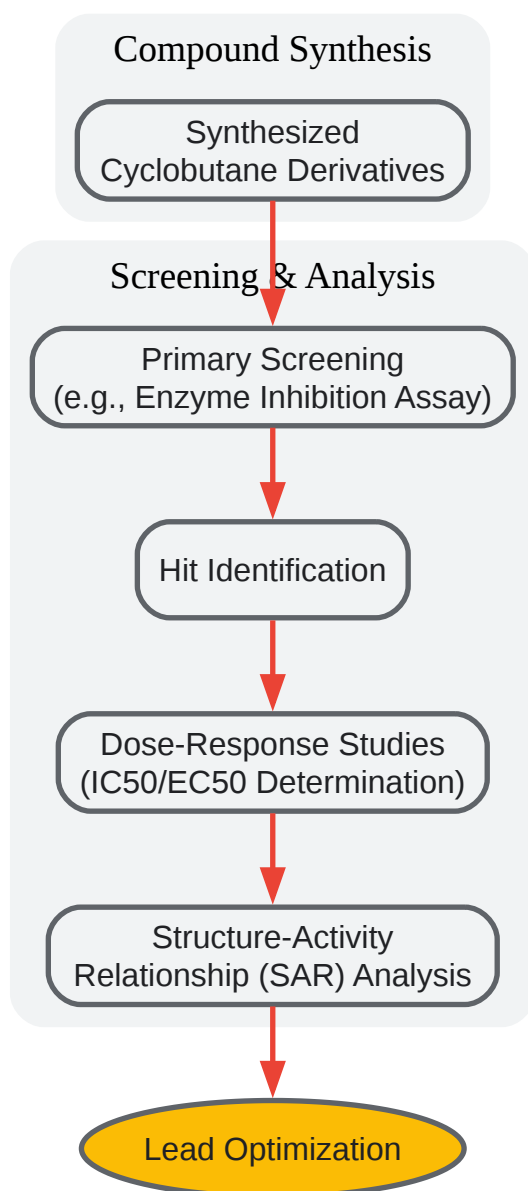 Compound Synthesis
Synthesized
Cyclobutane Derivatives
Screening & Analysis
Primary Screening
(e.g., Enzyme Inhibition Assay)
Hit Identification
Dose-Response Studies
(IC50/EC50 Determination)
Structure-Activity
Relationship (SAR) Analysis
Lead Optimization